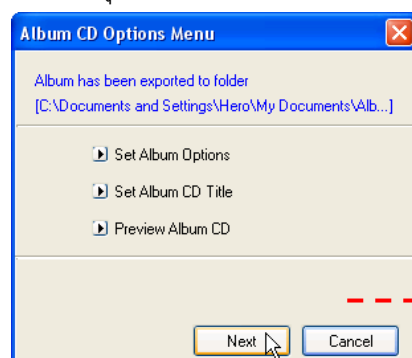 Album CD Options Menu
Album has been exported to folder
[C:\Documents and Settings\Hero\My Documents\Alb...]
Set Album Options
Set Album CD Title
Preview Album CD
Next
Cancel